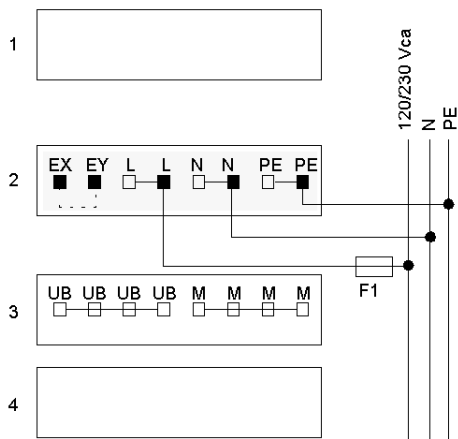 1
120/230 Vca
N
PE
2
EX EY L L N N PE PE
F1
3
UB UB UB UB M M M M
4